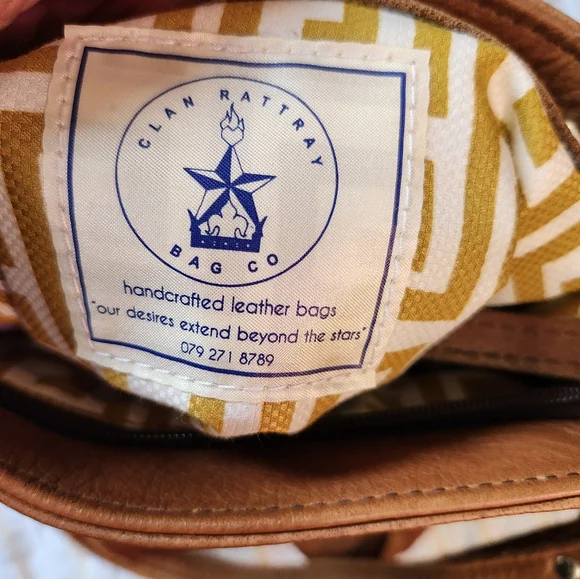 CLAN RATTRAY
BAG CO
handcrafted leather bags
"our desires extend beyond the stars"
079 271 8789